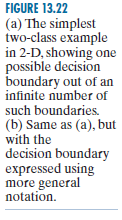 FIGURE 13.22
(a) The simplest
two-class example
in 2-D, showing one
possible decision
boundary out of an
infinite number of
such boundaries.
(b) Same as (a), but
with the
decision boundary
expressed using
more general
notation.